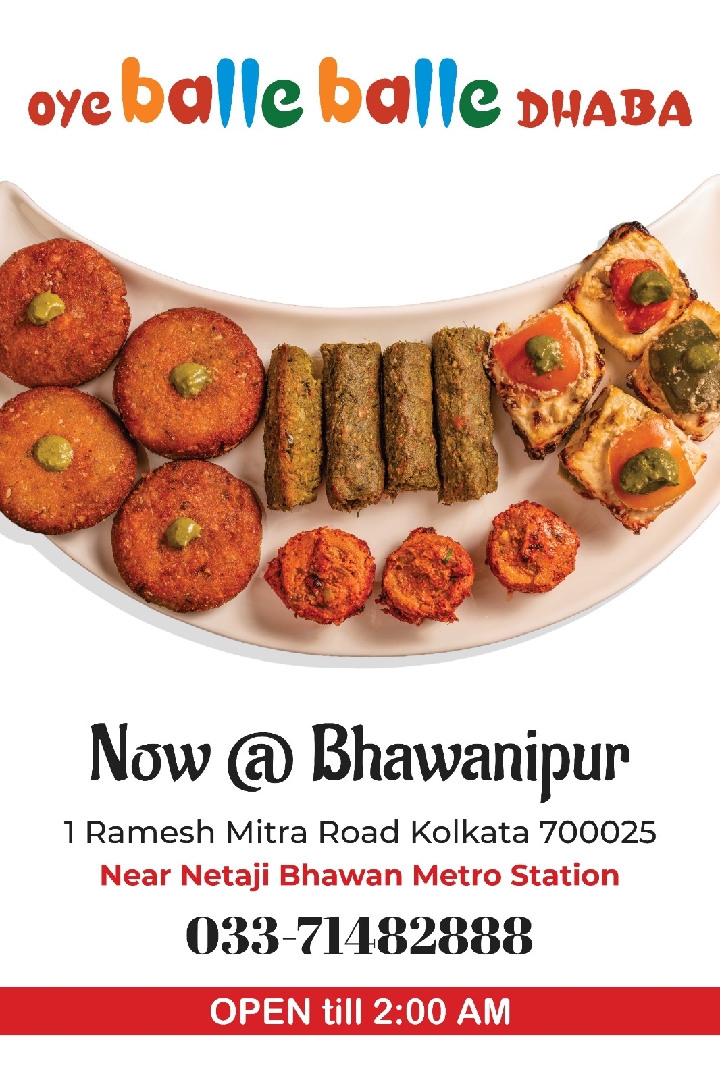 oye balle balle DHABA
Now @ Bhawanipur
1 Ramesh Mitra Road Kolkata 700025
Near Netaji Bhawan Metro Station
033-71482888
OPEN till 2:00 AM